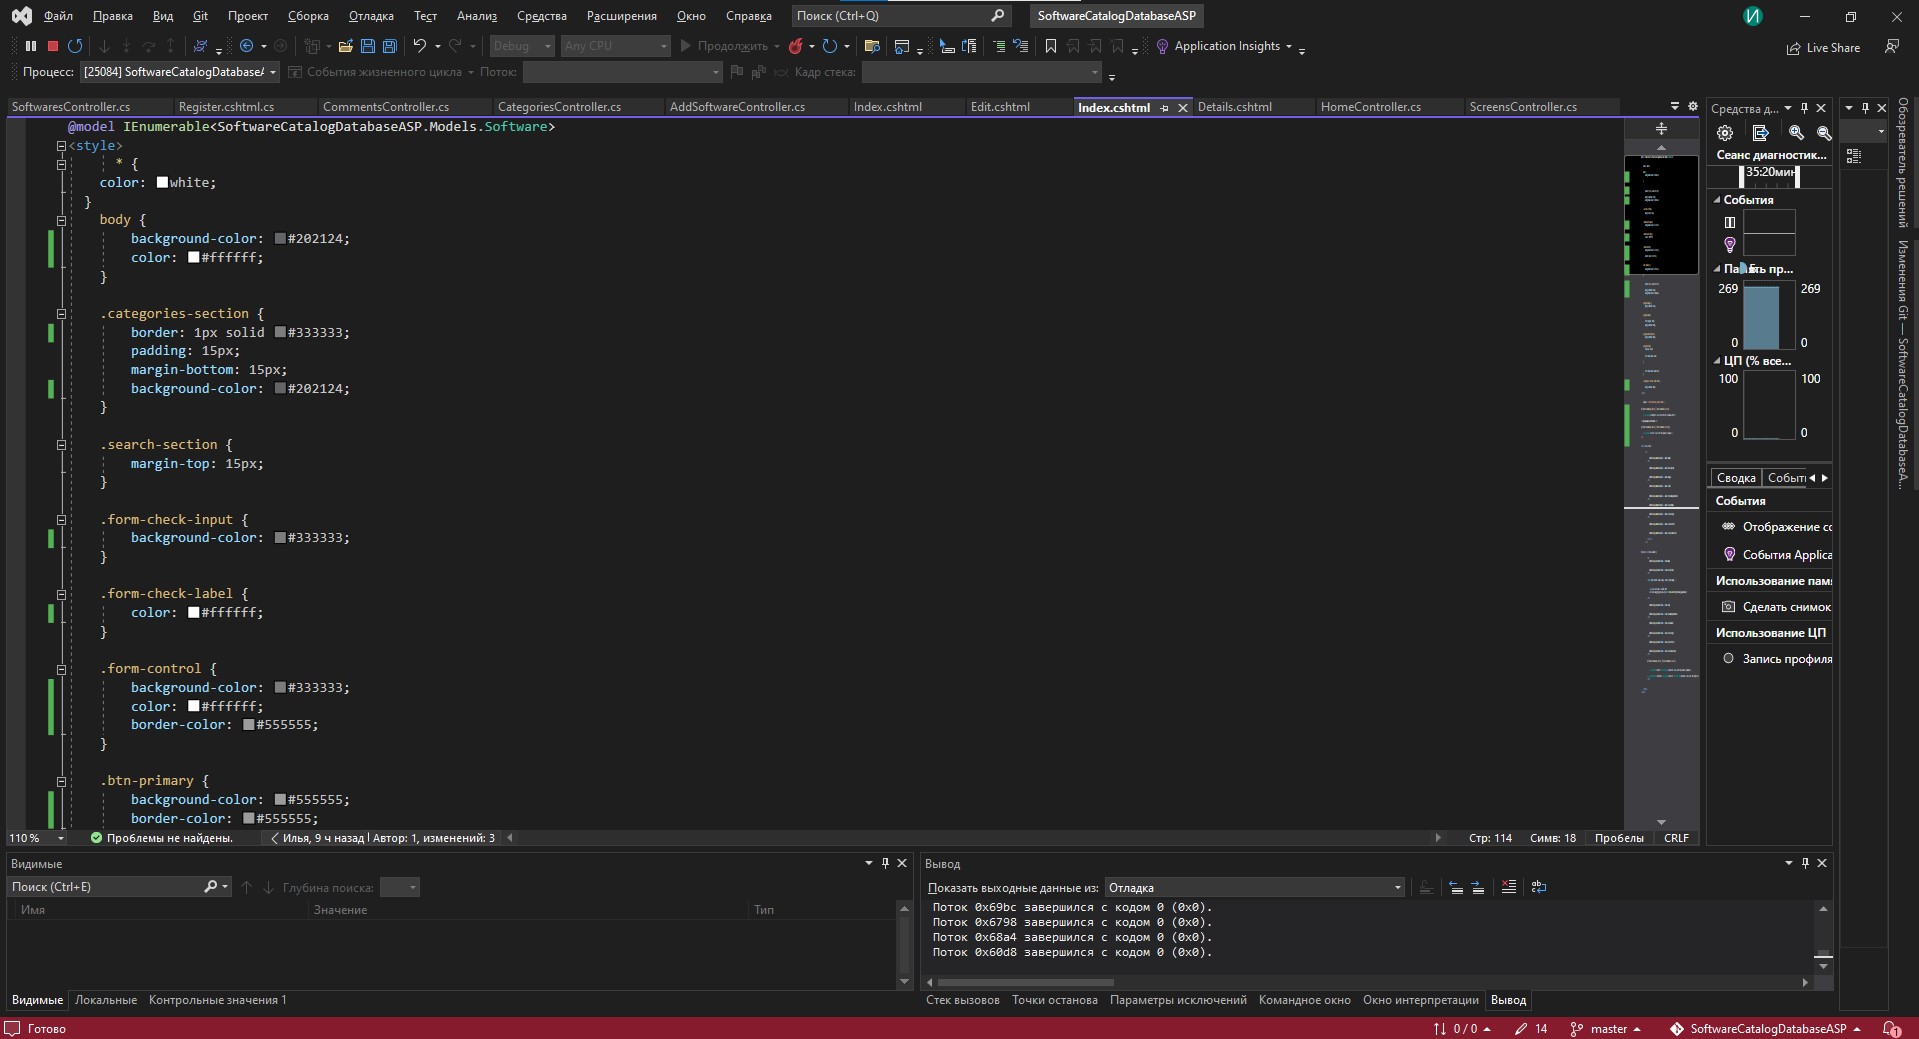 Файл Правка Вид Git Проект Сборка Отладка Тест Анализ Средства Расширения Окно Справка Поиск (Ctrl+Q) SoftwareCatalogDatabaseASP И
Debug Any CPU Продолжить Application Insights Live Share
Процесс: [25084] SoftwareCatalogDatabaseA События жизненного цикла Поток: Кадр стека:
SoftwaresController.cs Register.cshtml.cs CommentsController.cs CategoriesController.cs AddSoftwareController.cs Index.cshtml Edit.cshtml Index.cshtml Details.cshtml HomeController.cs ScreensController.cs
@model IEnumerable<SoftwareCatalogDatabaseASP.Models.Software>
<style>
* {
color: white;
}
body {
background-color: #202124;
color: #ffffff;
}
.categories-section {
border: 1px solid #333333;
padding: 15px;
margin-bottom: 15px;
background-color: #202124;
}
.search-section {
margin-top: 15px;
}
.form-check-input {
background-color: #333333;
}
.form-check-label {
color: #ffffff;
}
.form-control {
background-color: #333333;
color: #ffffff;
border-color: #555555;
}
.btn-primary {
background-color: #555555;
border-color: #555555;
110 % Проблемы не найдены. Илья, 9 ч назад | Автор: 1, изменений: 3 Стр: 114 Симв: 18 Пробелы CRLF
Средства д...
Сеанс диагностик...
35:20мин
События
пр...
269 269
0 0
ЦП (% все...
100 100
0 0
Сводка Событ
События
Отображение со
События Applica
Использование пам
Сделать снимок
Использование ЦП
Запись профиля
Обозреватель решений
Изменения Git — SoftwareCatalogDatabaseA...
Видимые
Поиск (Ctrl+E) Глубина поиска:
Имя Значение Тип
Видимые Локальные Контрольные значения 1
Вывод
Показать выходные данные из: Отладка
Поток 0x69bc завершился с кодом 0 (0x0).
Поток 0x6798 завершился с кодом 0 (0x0).
Поток 0x68a4 завершился с кодом 0 (0x0).
Поток 0x60d8 завершился с кодом 0 (0x0).
Стек вызовов Точки останова Параметры исключений Командное окно Окно интерпретации Вывод
Готово 0 / 0 14 master SoftwareCatalogDatabaseASP 1